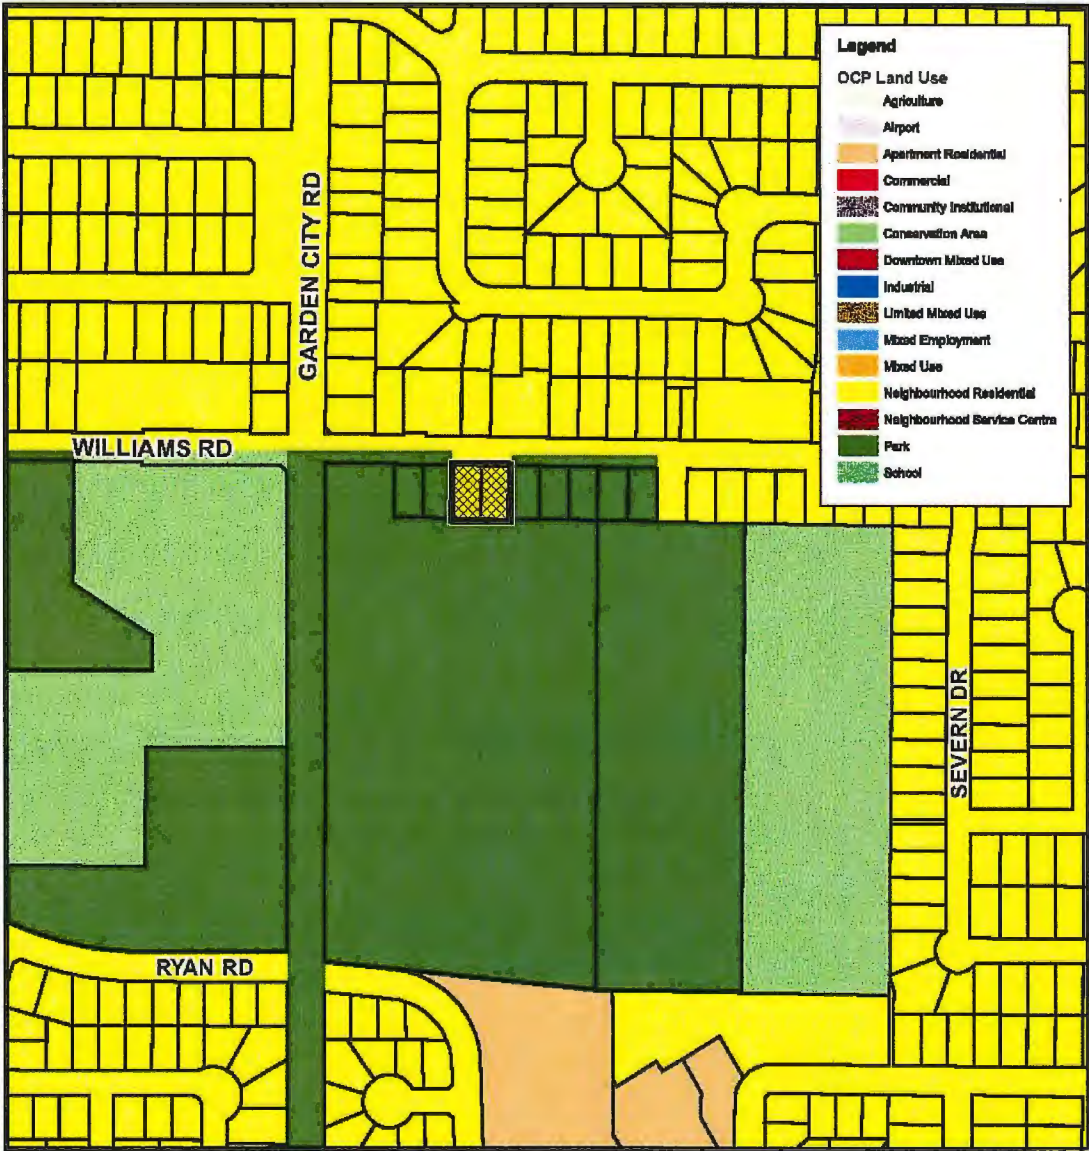 Legend
OCP Land Use
Agriculture
Airport
Apartment Residential
Commercial
Community Institutional
Conservation Area
Downtown Mixed Use
Industrial
Limited Mixed Use
Mixed Employment
Mixed Use
Neighbourhood Residential
Neighbourhood Service Centre
Park
School
GARDEN CITY RD
WILLIAMS RD
SEVERN DR
RYAN RD